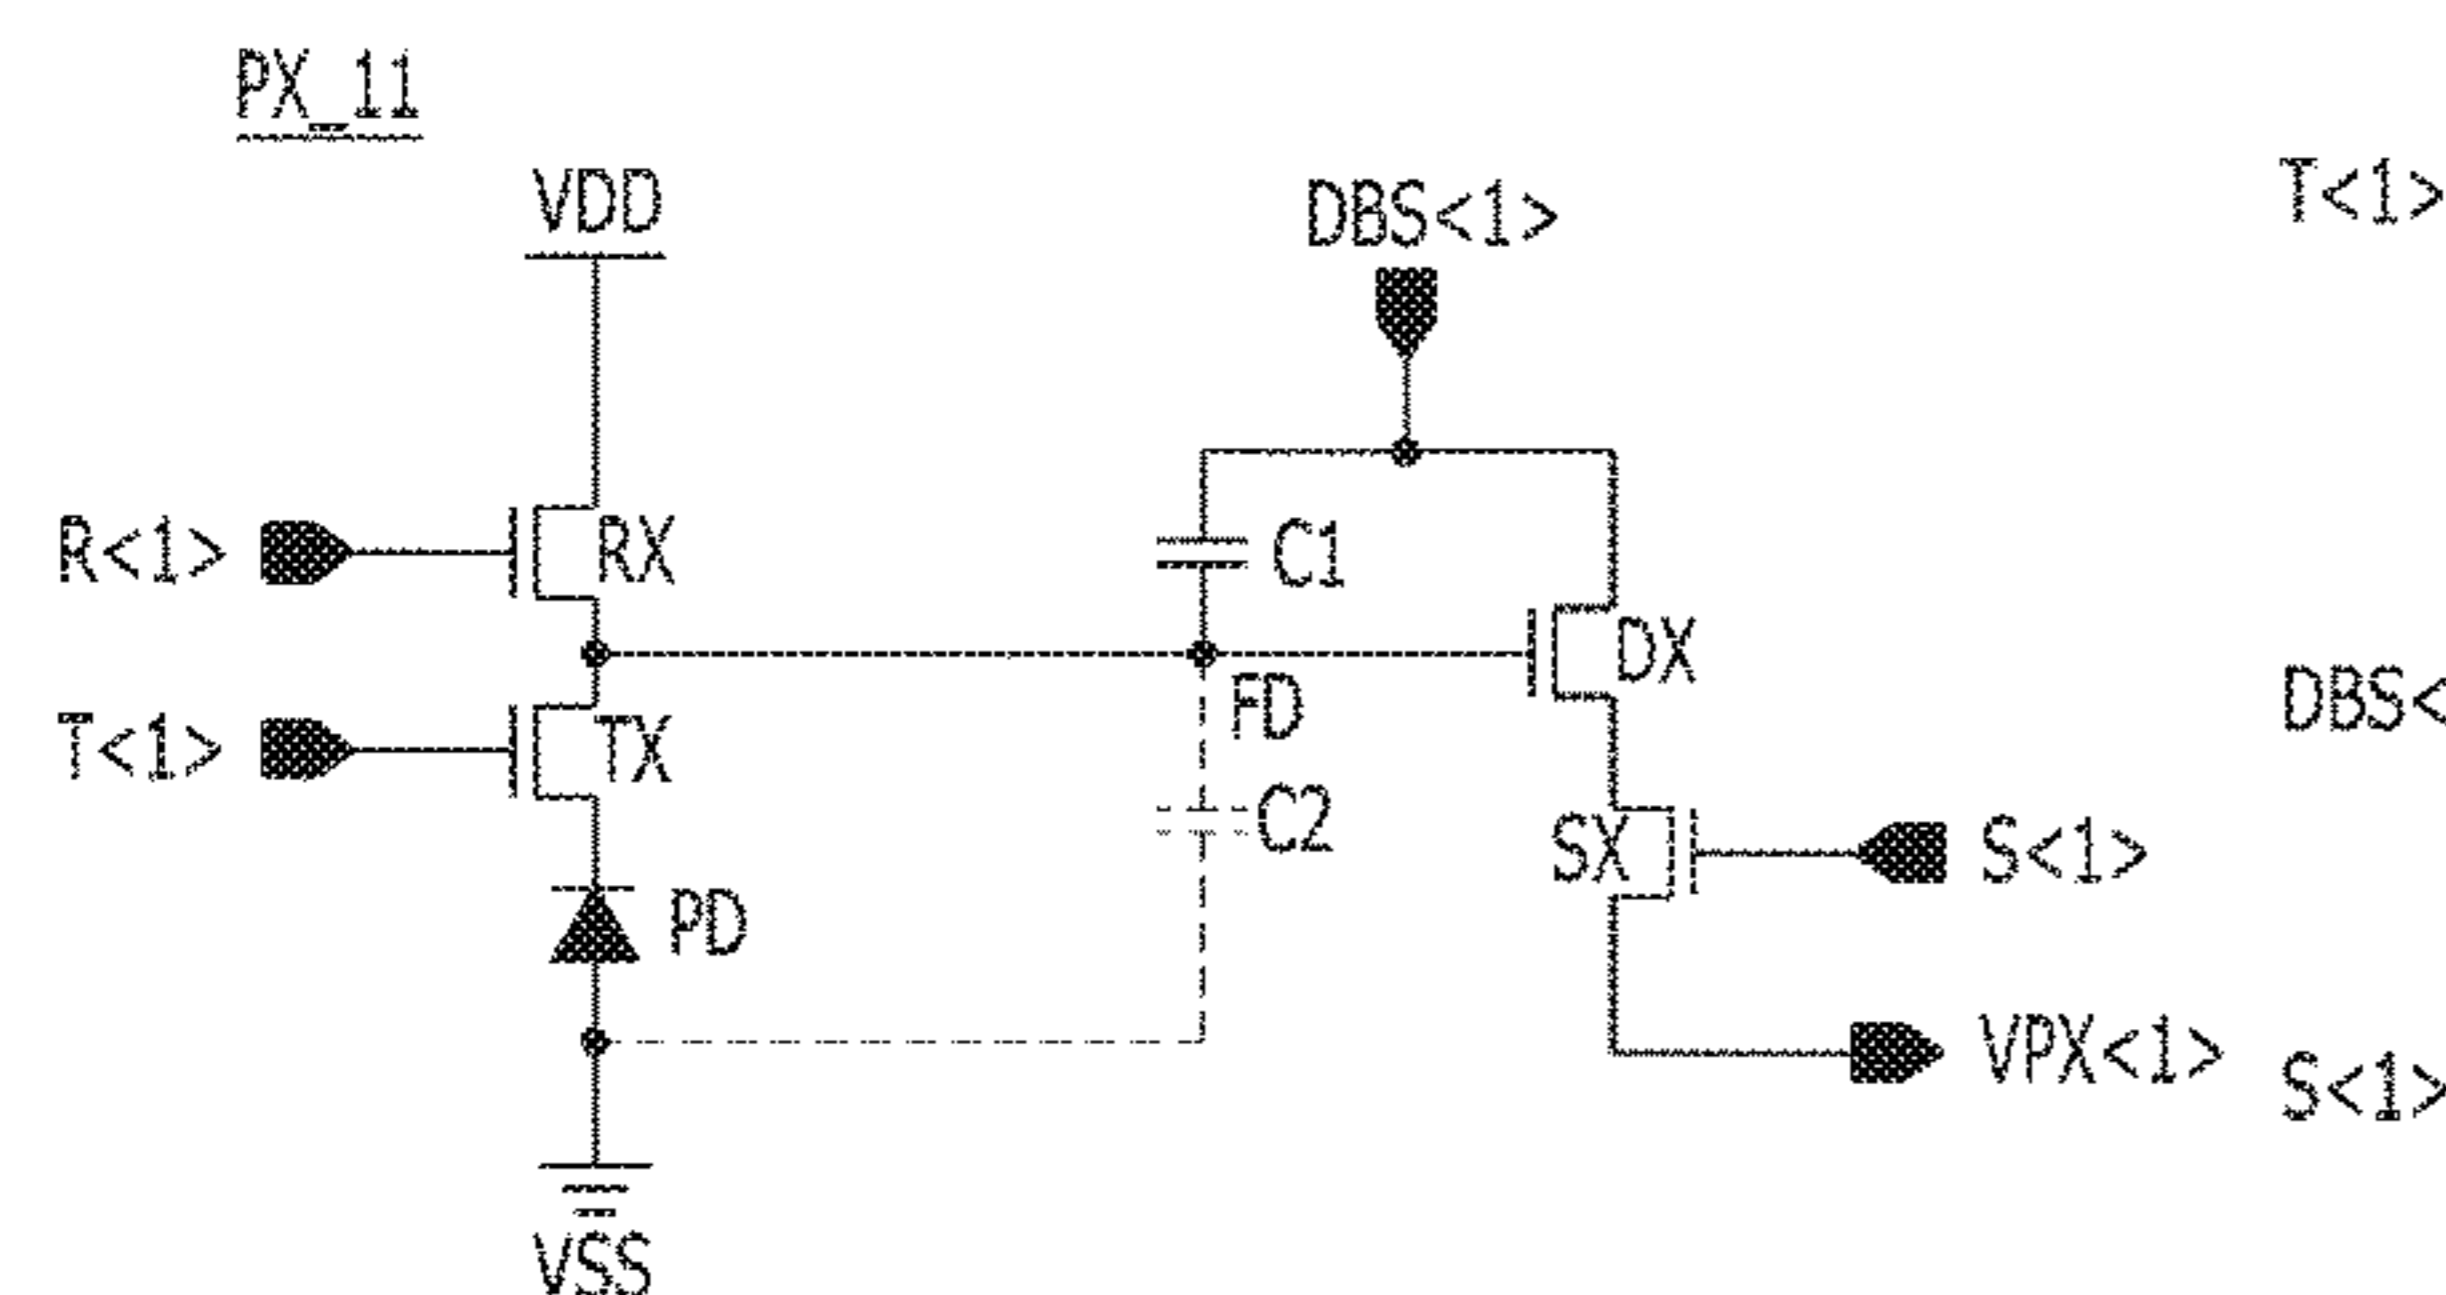 PX_11
VDD
DBS<1>
T<1>
R<1>
RX
C1
DX
FD
T<1>
TX
DBS<
C2
SX
S<1>
PD
VPX<1>
S<1>
VSS